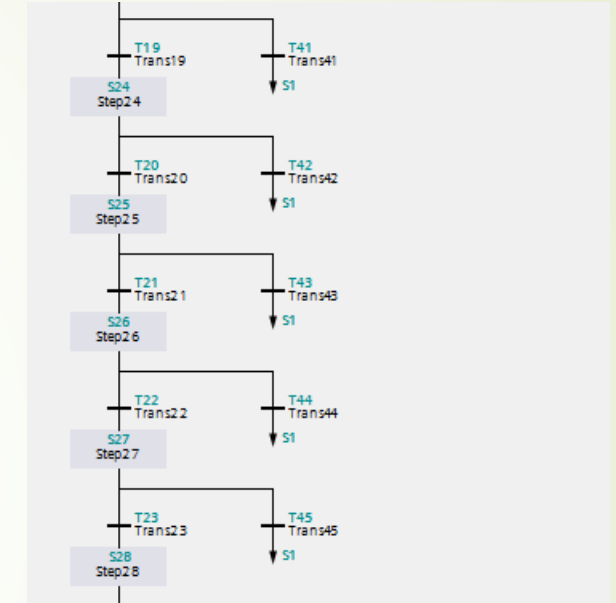 T19
Trans19
T41
Trans41
S1
S24
Step24
T20
Trans20
T42
Trans42
S1
S25
Step25
T21
Trans21
T43
Trans43
S1
S26
Step26
T22
Trans22
T44
Trans44
S1
S27
Step27
T23
Trans23
T45
Trans45
S1
S28
Step28